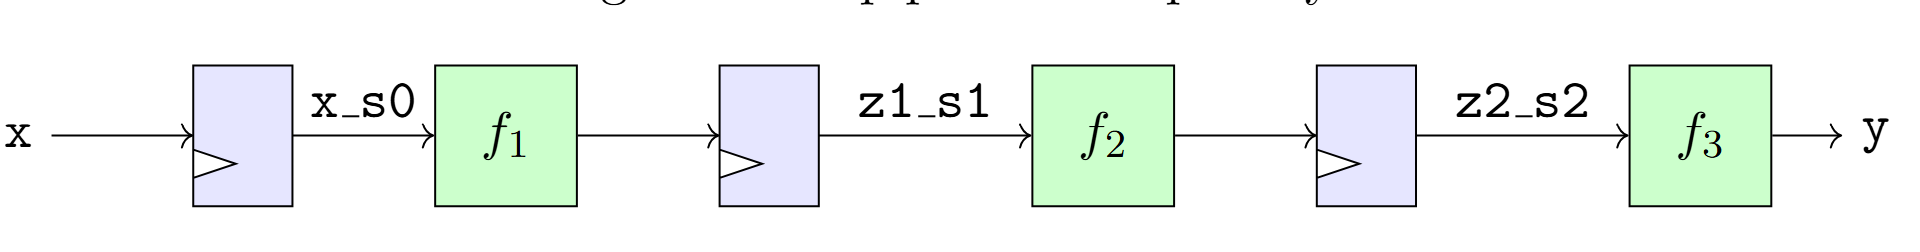 x x_s0 f1 z1_s1 f2 z2_s2 f3 y